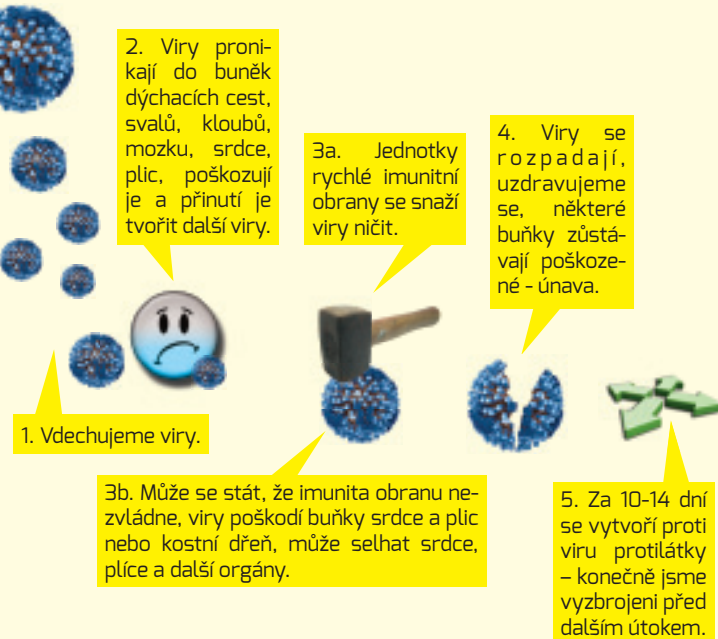 1. Vdechujeme viry.
2. Viry proni-
kají do buněk
dýchacích cest,
svalů, kloubů,
mozku, srdce,
plic, poškozují
je a přinutí je
tvořit další viry.
3a. Jednotky
rychlé imunitní
obrany se snaží
viry ničit.
3b. Může se stát, že imunita obranu ne-
zvládne, viry poškodí buňky srdce a plic
nebo kostní dřeň, může selhat srdce,
plíce a další orgány.
4. Viry se
rozpadají,
uzdravujeme
se, některé
buňky zůstá-
vají poškoze-
né - únava.
5. Za 10-14 dní
se vytvoří proti
viru protilátky
– konečně jsme
vyzbrojeni před
dalším útokem.